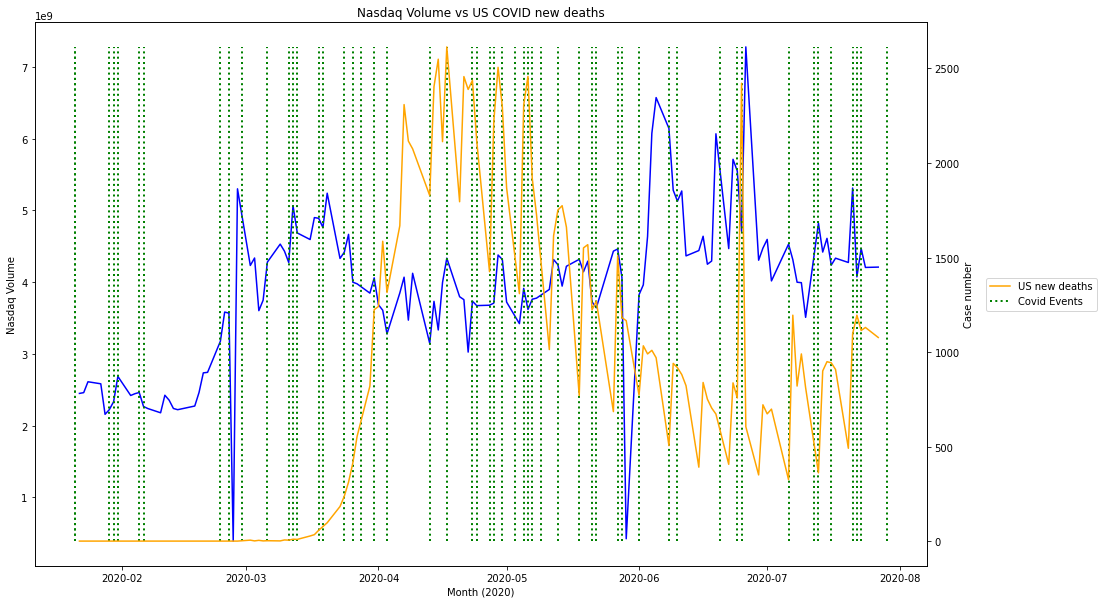 Nasdaq Volume vs US COVID new deaths
1e9
7
6
5
4
3
2
1
Nasdaq Volume
2500
2000
1500
1000
500
0
Case number
US new deaths
Covid Events
2020-02
2020-03
2020-04
2020-05
2020-06
2020-07
2020-08
Month (2020)